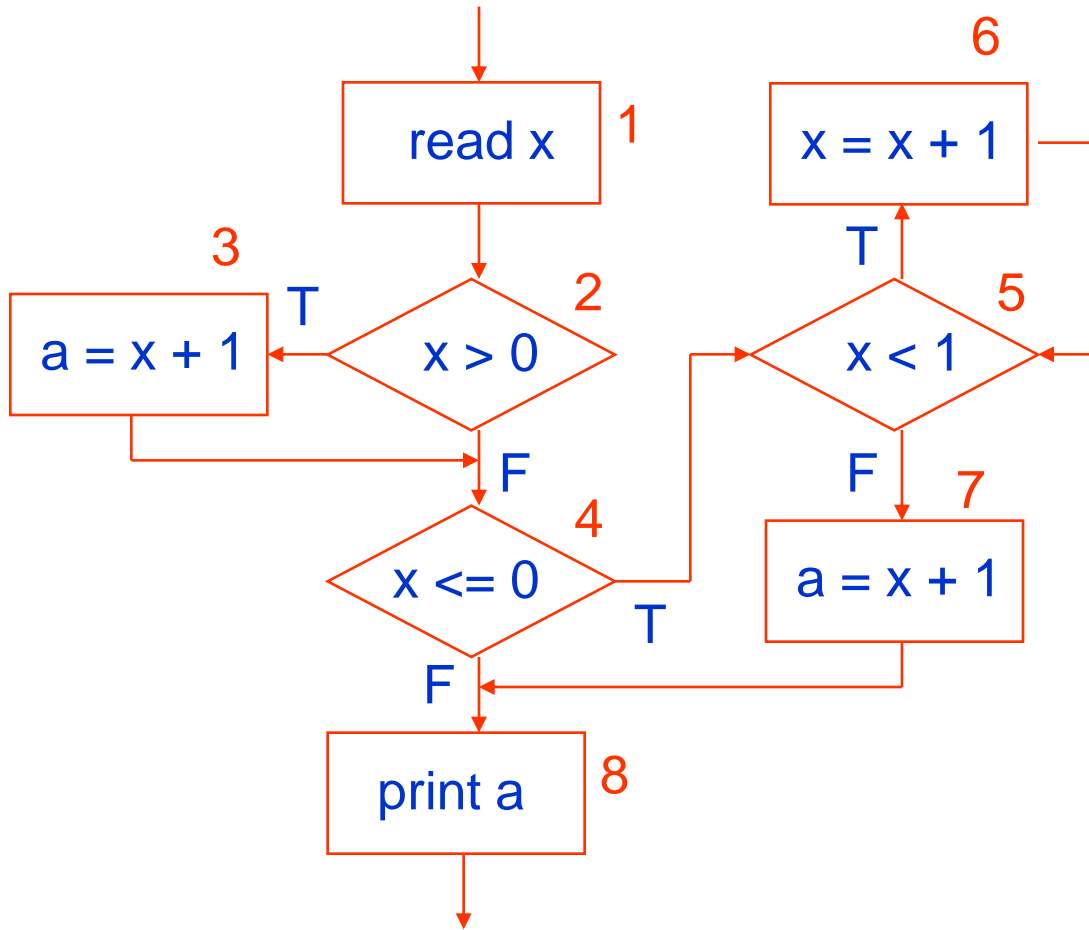 1
read x
2
x > 0
T
F
3
a = x + 1
4
x <= 0
T
F
5
x < 1
T
F
6
x = x + 1
7
a = x + 1
8
print a